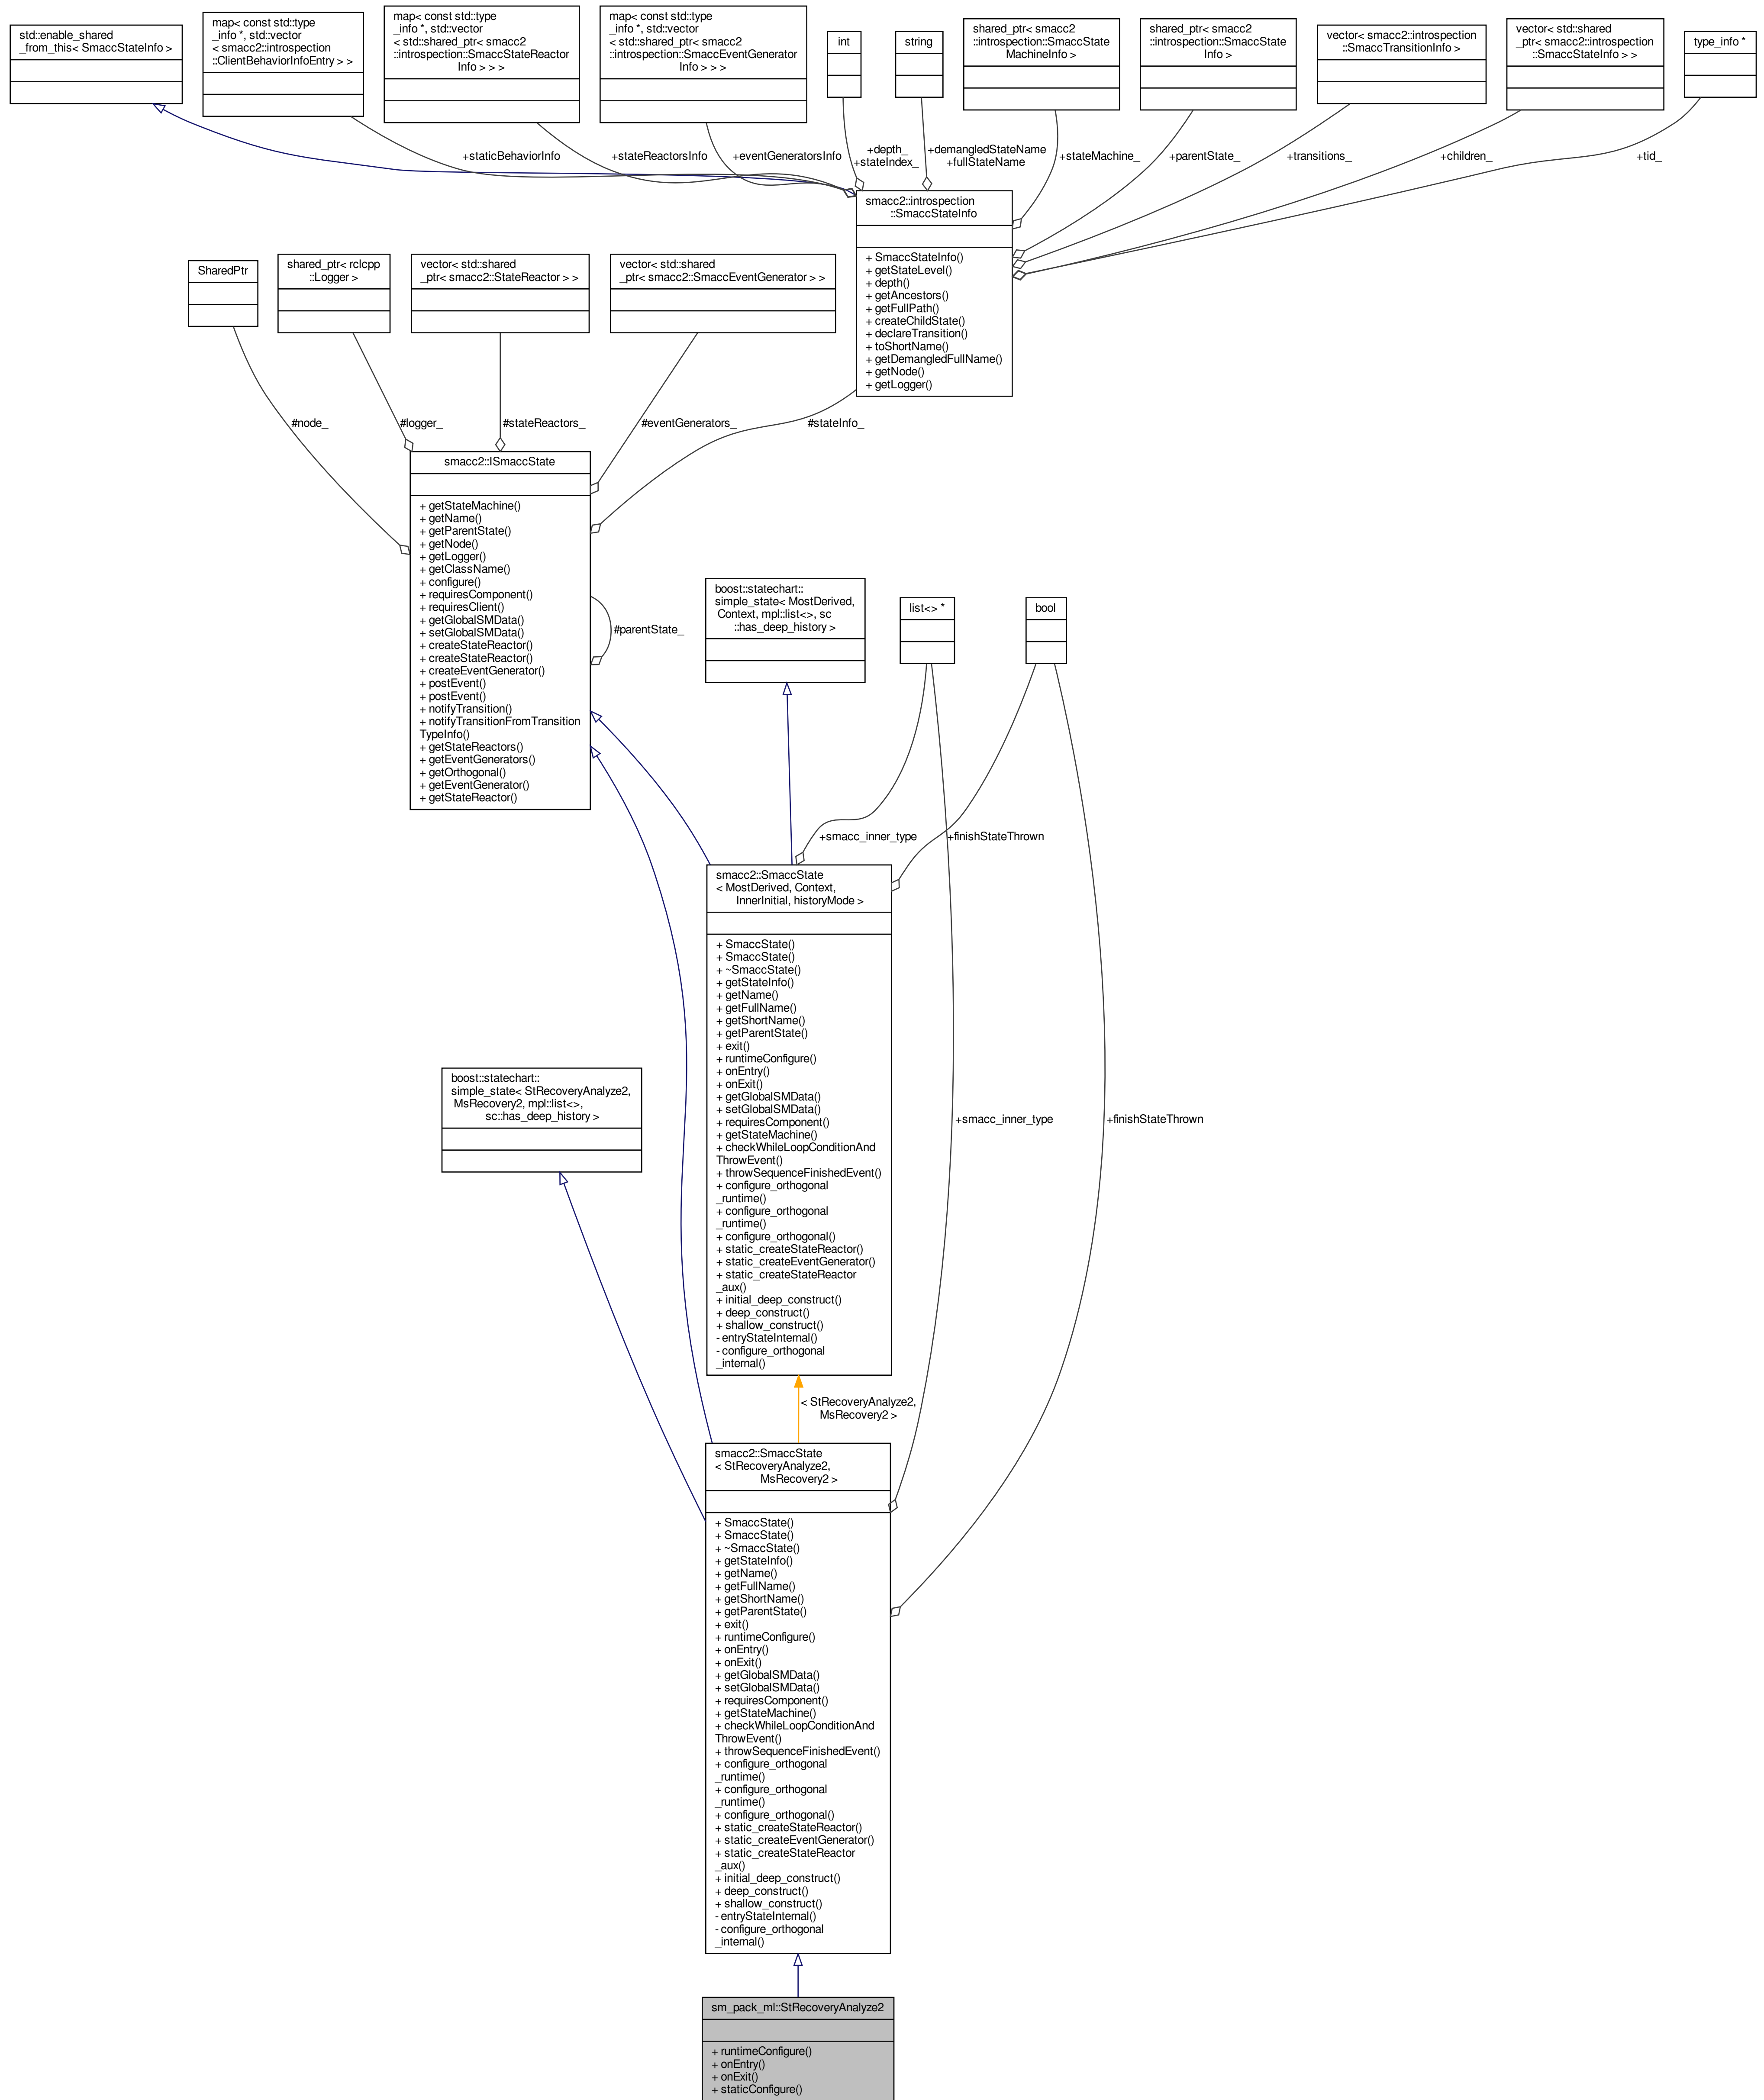 std::enable_shared
_from_this< SmaccStateInfo >
map< const std::type
_info *, std::vector
< smacc2::introspection
::ClientBehaviorInfoEntry > >
map< const std::type
_info *, std::vector
< std::shared_ptr< smacc2
::introspection::SmaccStateReactor
Info > > >
map< const std::type
_info *, std::vector
< std::shared_ptr< smacc2
::introspection::SmaccEventGenerator
Info > > >
int
string
shared_ptr< smacc2
::introspection::SmaccState
MachineInfo >
shared_ptr< smacc2
::introspection::SmaccState
Info >
vector< smacc2::introspection
::SmaccTransitionInfo >
vector< std::shared
_ptr< smacc2::introspection
::SmaccStateInfo > >
type_info *
+staticBehaviorInfo
+stateReactorsInfo
+eventGeneratorsInfo
+depth_
+stateIndex_
+demangledStateName
+fullStateName
+stateMachine_
+parentState_
+transitions_
+children_
+tid_
smacc2::introspection
::SmaccStateInfo
+ SmaccStateInfo()
+ getStateLevel()
+ depth()
+ getAncestors()
+ getFullPath()
+ createChildState()
+ declareTransition()
+ toShortName()
+ getDemangledFullName()
+ getNode()
+ getLogger()
SharedPtr
shared_ptr< rclcpp
::Logger >
vector< std::shared
_ptr< smacc2::StateReactor > >
vector< std::shared
_ptr< smacc2::SmaccEventGenerator > >
#node_
#logger_
#stateReactors_
#eventGenerators_
#stateInfo_
smacc2::ISmaccState
+ getStateMachine()
+ getName()
+ getParentState()
+ getNode()
+ getLogger()
+ getClassName()
+ configure()
+ requiresComponent()
+ requiresClient()
+ getGlobalSMData()
+ setGlobalSMData()
+ createStateReactor()
+ createStateReactor()
+ createEventGenerator()
+ postEvent()
+ postEvent()
+ notifyTransition()
+ notifyTransitionFromTransition
TypeInfo()
+ getStateReactors()
+ getEventGenerators()
+ getOrthogonal()
+ getEventGenerator()
+ getStateReactor()
#parentState_
boost::statechart::
simple_state< MostDerived,
Context, mpl::list<>, sc
::has_deep_history >
list<> *
bool
+smacc_inner_type
+finishStateThrown
smacc2::SmaccState
< MostDerived, Context,
InnerInitial, historyMode >
+ SmaccState()
+ SmaccState()
+ ~SmaccState()
+ getStateInfo()
+ getName()
+ getFullName()
+ getShortName()
+ getParentState()
+ exit()
+ runtimeConfigure()
+ onEntry()
+ onExit()
+ getGlobalSMData()
+ setGlobalSMData()
+ requiresComponent()
+ getStateMachine()
+ checkWhileLoopConditionAnd
ThrowEvent()
+ throwSequenceFinishedEvent()
+ configure_orthogonal
_runtime()
+ configure_orthogonal
_runtime()
+ configure_orthogonal()
+ static_createStateReactor()
+ static_createEventGenerator()
+ static_createStateReactor
_aux()
+ initial_deep_construct()
+ deep_construct()
+ shallow_construct()
- entryStateInternal()
- configure_orthogonal
_internal()
boost::statechart::
simple_state< StRecoveryAnalyze2,
MsRecovery2, mpl::list<>,
sc::has_deep_history >
+smacc_inner_type
+finishStateThrown
< StRecoveryAnalyze2,
MsRecovery2 >
smacc2::SmaccState
< StRecoveryAnalyze2,
MsRecovery2 >
+ SmaccState()
+ SmaccState()
+ ~SmaccState()
+ getStateInfo()
+ getName()
+ getFullName()
+ getShortName()
+ getParentState()
+ exit()
+ runtimeConfigure()
+ onEntry()
+ onExit()
+ getGlobalSMData()
+ setGlobalSMData()
+ requiresComponent()
+ getStateMachine()
+ checkWhileLoopConditionAnd
ThrowEvent()
+ throwSequenceFinishedEvent()
+ configure_orthogonal
_runtime()
+ configure_orthogonal
_runtime()
+ configure_orthogonal()
+ static_createStateReactor()
+ static_createEventGenerator()
+ static_createStateReactor
_aux()
+ initial_deep_construct()
+ deep_construct()
+ shallow_construct()
- entryStateInternal()
- configure_orthogonal
_internal()
sm_pack_ml::StRecoveryAnalyze2
+ runtimeConfigure()
+ onEntry()
+ onExit()
+ staticConfigure()